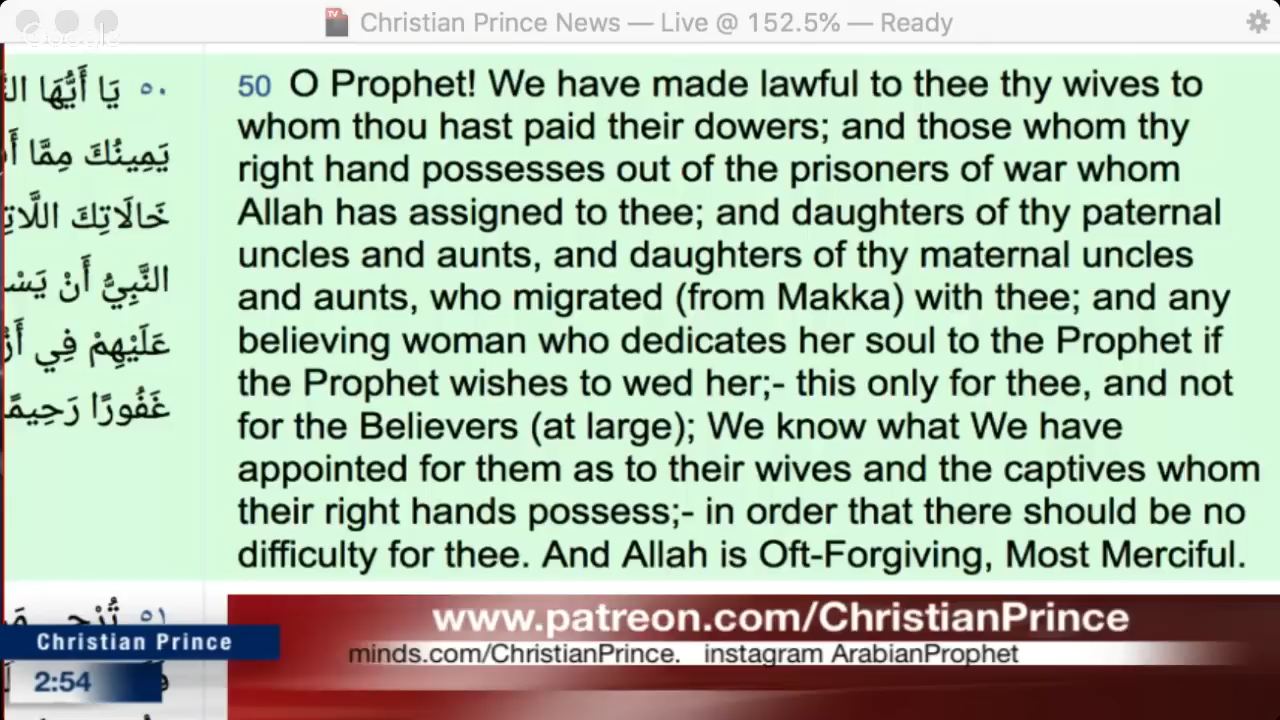 Christian Prince News — Live @ 152.5% — Ready
Google
50 O Prophet! We have made lawful to thee thy wives to
whom thou hast paid their dowers; and those whom thy
right hand possesses out of the prisoners of war whom
Allah has assigned to thee; and daughters of thy paternal
uncles and aunts, and daughters of thy maternal uncles
and aunts, who migrated (from Makka) with thee; and any
believing woman who dedicates her soul to the Prophet if
the Prophet wishes to wed her;- this only for thee, and not
for the Believers (at large); We know what We have
appointed for them as to their wives and the captives whom
their right hands possess;- in order that there should be no
difficulty for thee. And Allah is Oft-Forgiving, Most Merciful.
٥٠ يَا أَيُّهَا
يَمِينُكَ مِمَّا
خَالَاتِكَ
النَّبِيُّ أَنْ
عَلَيْهِمْ فِي
غَفُورًا رَحِيمًا
٥١
www.patreon.com/ChristianPrince
Christian Prince
minds.com/ChristianPrince. instagram ArabianProphet
2:54